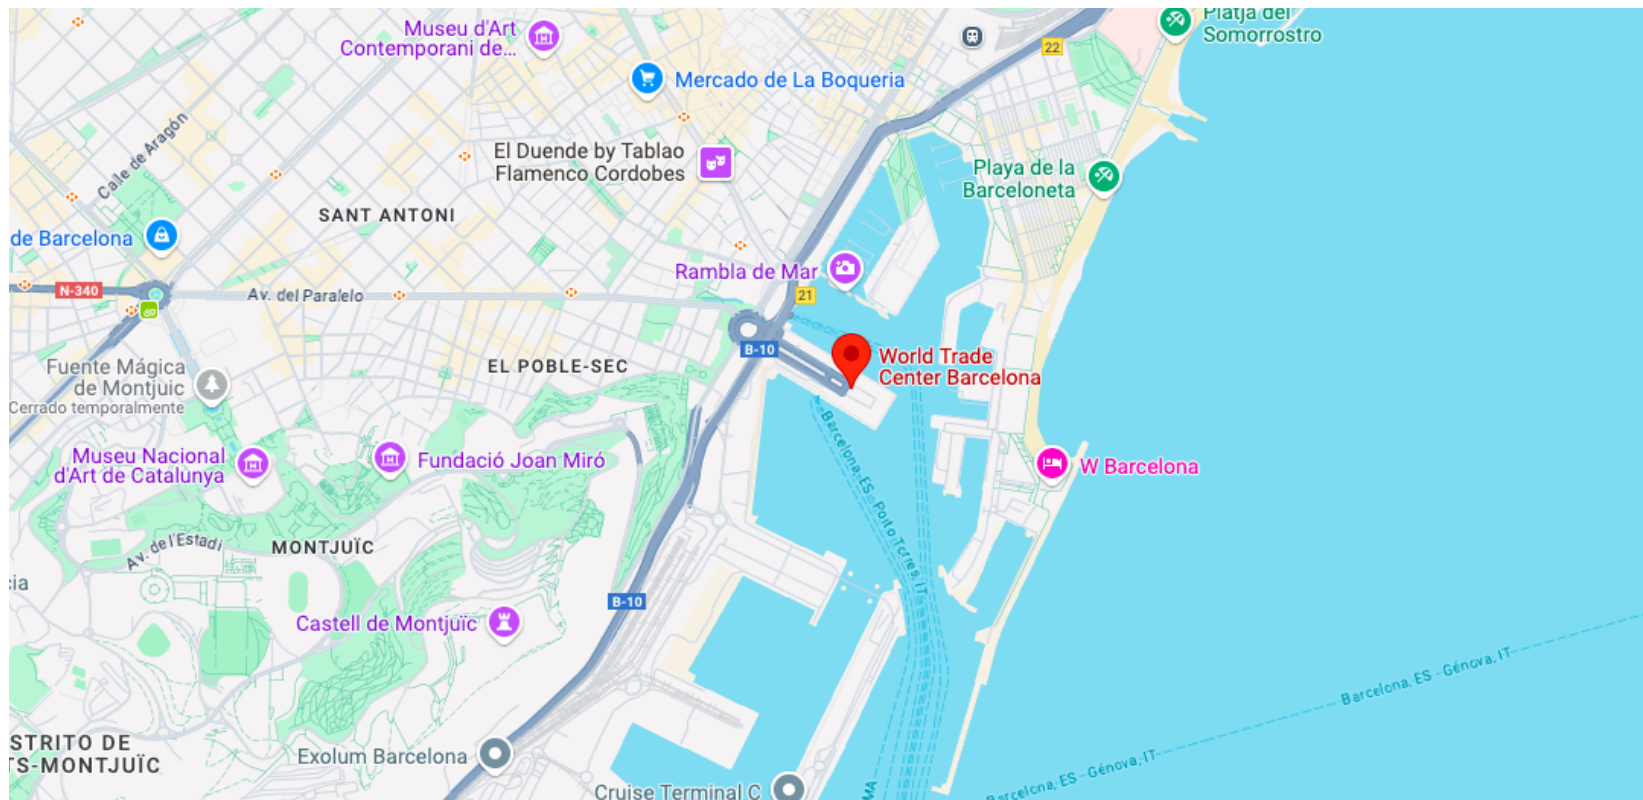 Platja del
Somorrostro
Museu d'Art
Contemporani de...
22
Mercado de La Boqueria
Calle de Aragón
El Duende by Tablao
Flamenco Cordobes
Playa de la
Barceloneta
SANT ANTONI
de Barcelona
Rambla de Mar
N-340
Av. del Paralelo
21
B-10
World Trade
Center Barcelona
Fuente Mágica
de Montjuic
Cerrado temporalmente
EL POBLE-SEC
Museu Nacional
d'Art de Catalunya
Fundació Joan Miró
W Barcelona
Barcelona, ES - Porto Torres, IT
Av. de l'Estadi
MONTJUÏC
cia
B-10
Castell de Montjuïc
Barcelona, ES - Génova, IT
STRITO DE
TS-MONTJUÏC
Exolum Barcelona
Barcelona, ES - Génova, IT
Cruise Terminal C
MA